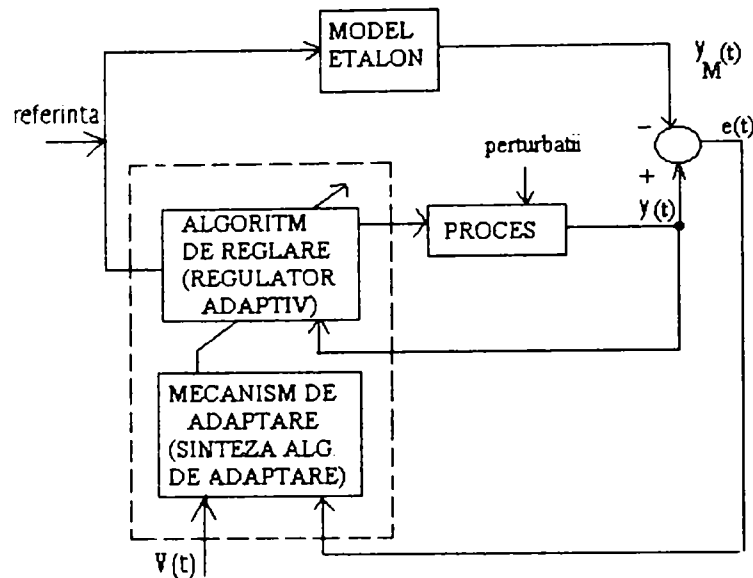 MODEL
ETALON
y
M
(t)
referinta
-
e(t)
perturbatii
+
y(t)
ALGORITM
DE REGLARE
(REGULATOR
ADAPTIV)
PROCES
MECANISM DE
ADAPTARE
(SINTEZA ALG
DE ADAPTARE)
V(t)